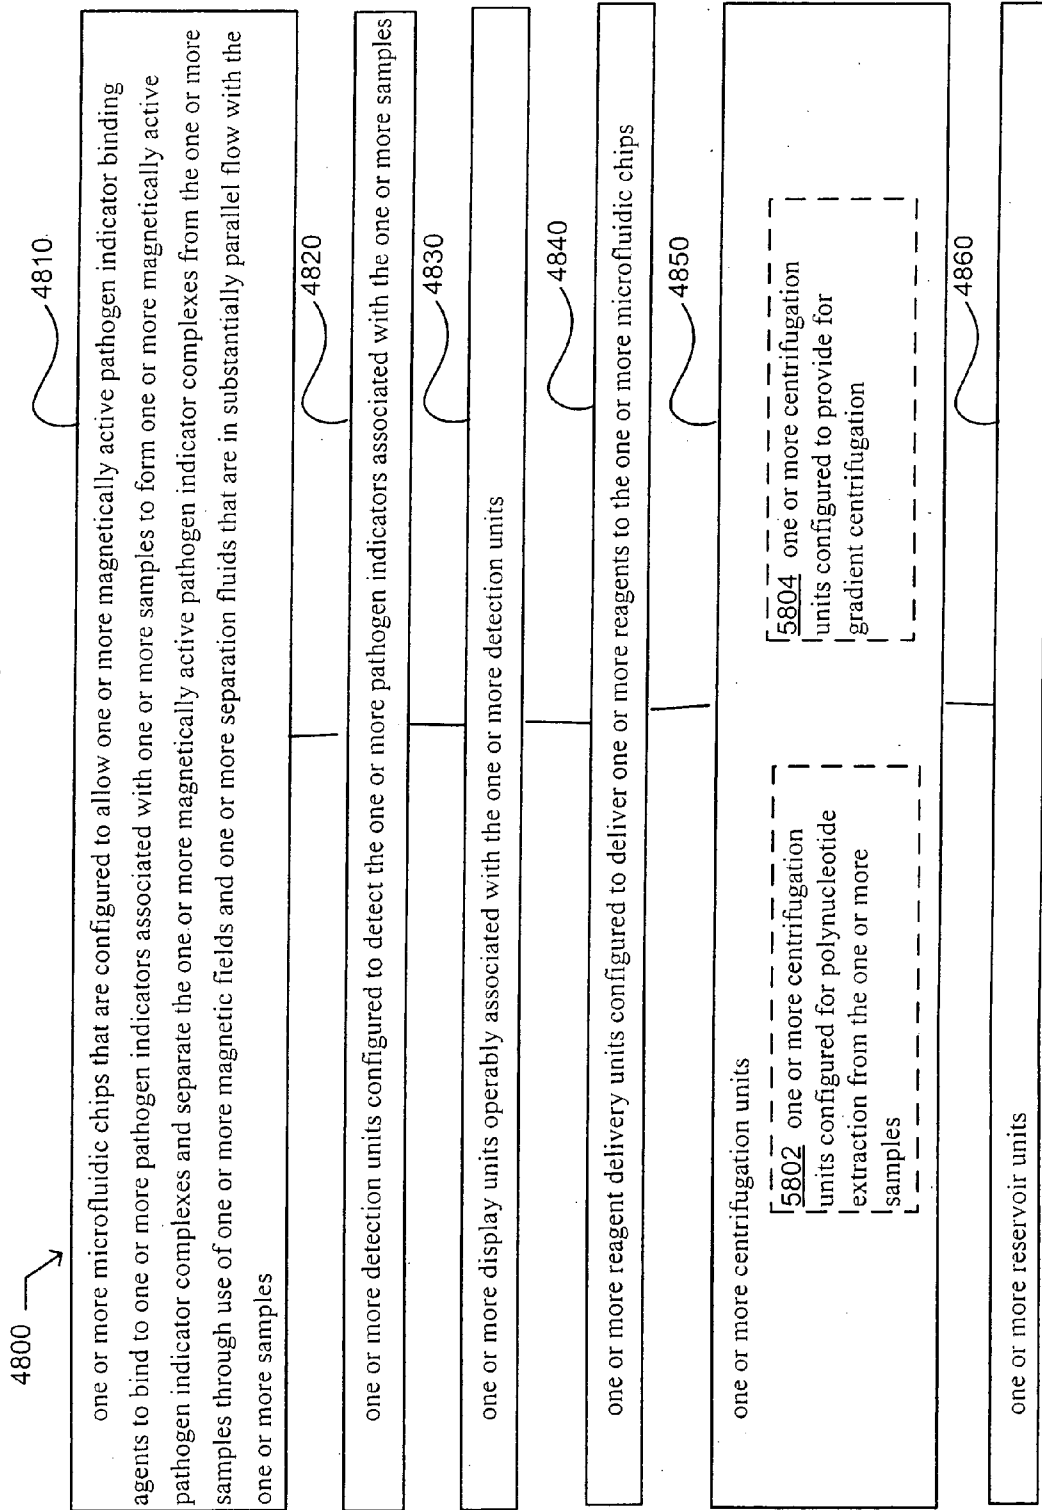 4800
4810
one or more microfluidic chips that are configured to allow one or more magnetically active pathogen indicator binding
agents to bind to one or more pathogen indicators associated with one or more samples to form one or more magnetically active
pathogen indicator complexes and separate the one or more magnetically active pathogen indicator complexes from the one or more
samples through use of one or more magnetic fields and one or more separation fluids that are in substantially parallel flow with the
one or more samples
4820
one or more detection units configured to detect the one or more pathogen indicators associated with the one or more samples
4830
one or more display units operably associated with the one or more detection units
4840
one or more reagent delivery units configured to deliver one or more reagents to the one or more microfluidic chips
4850
one or more centrifugation units
5802 one or more centrifugation
units configured for polynucleotide
extraction from the one or more
samples
5804 one or more centrifugation
units configured to provide for
gradient centrifugation
4860
one or more reservoir units